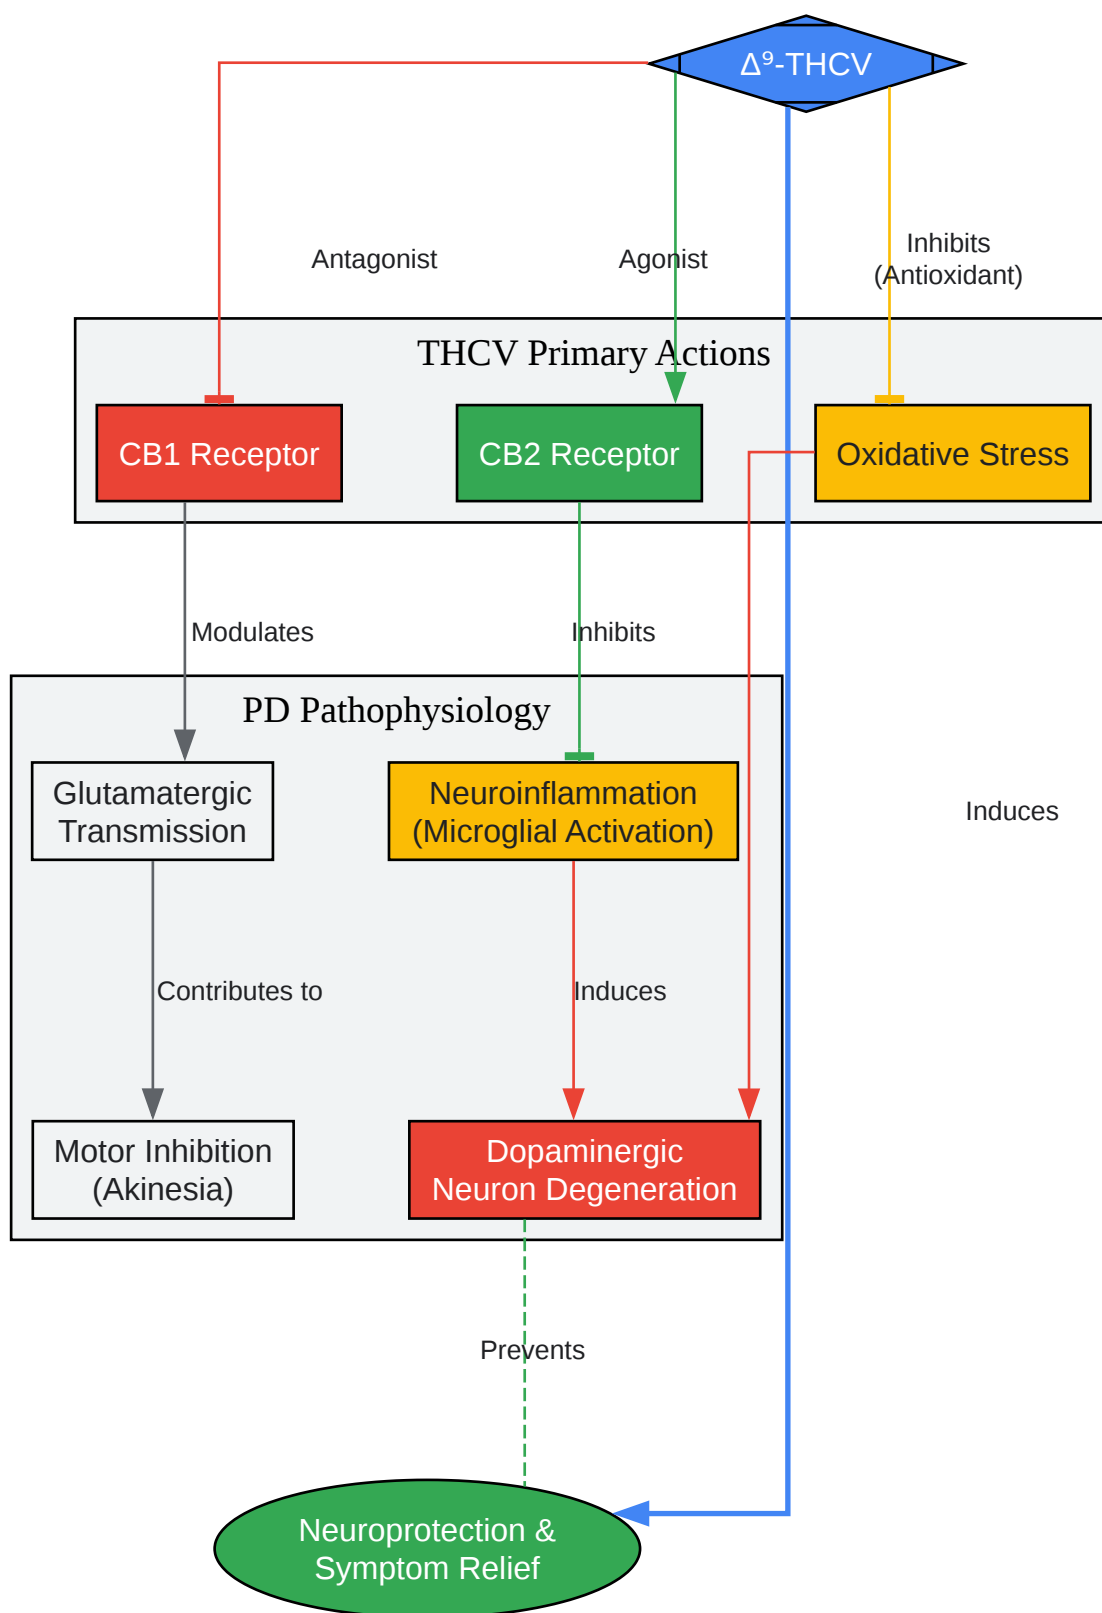 Δ⁹-THCV
Antagonist
Agonist
Inhibits
(Antioxidant)
THCV Primary Actions
CB1 Receptor
CB2 Receptor
Oxidative Stress
Modulates
Inhibits
PD Pathophysiology
Glutamatergic
Transmission
Neuroinflammation
(Microglial Activation)
Induces
Contributes to
Induces
Motor Inhibition
(Akinesia)
Dopaminergic
Neuron Degeneration
Prevents
Neuroprotection &
Symptom Relief